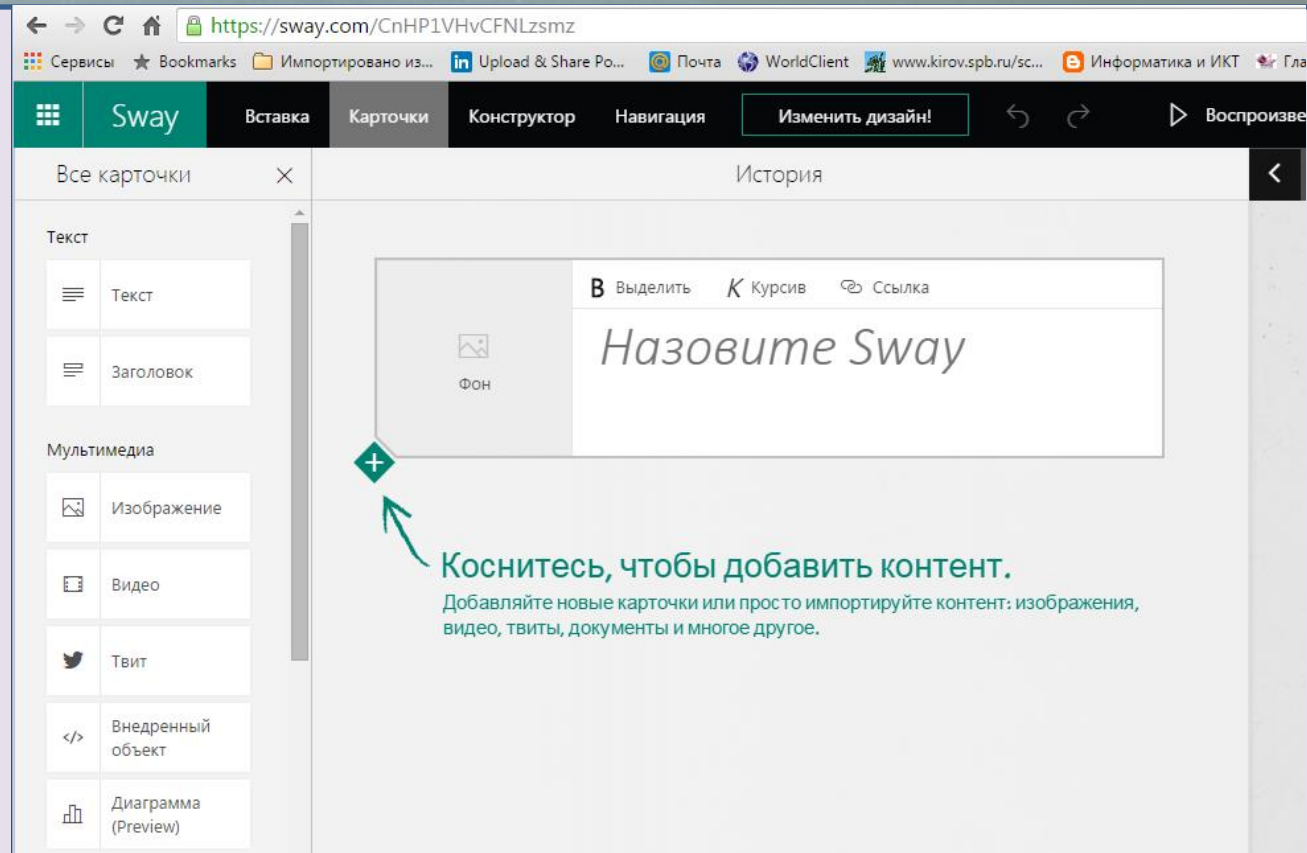 https://sway.com/CnHP1VHvCFNLzsmz
Сервисы Bookmarks Импортировано из... in Upload & Share Po... Почта WorldClient www.kirov.spb.ru/sc... Информатика и ИКТ Гла
Sway Вставка Карточки Конструктор Навигация Изменить дизайн! Воспроизве
Все карточки
История
Текст
Текст
Заголовок
Мультимедиа
Изображение
Видео
Твит
Внедренный
объект
Диаграмма
(Preview)
B Выделить К Курсив Ссылка
Назовите Sway
Фон
Коснитесь, чтобы добавить контент.
Добавляйте новые карточки или просто импортируйте контент: изображения,
видео, твиты, документы и многое другое.